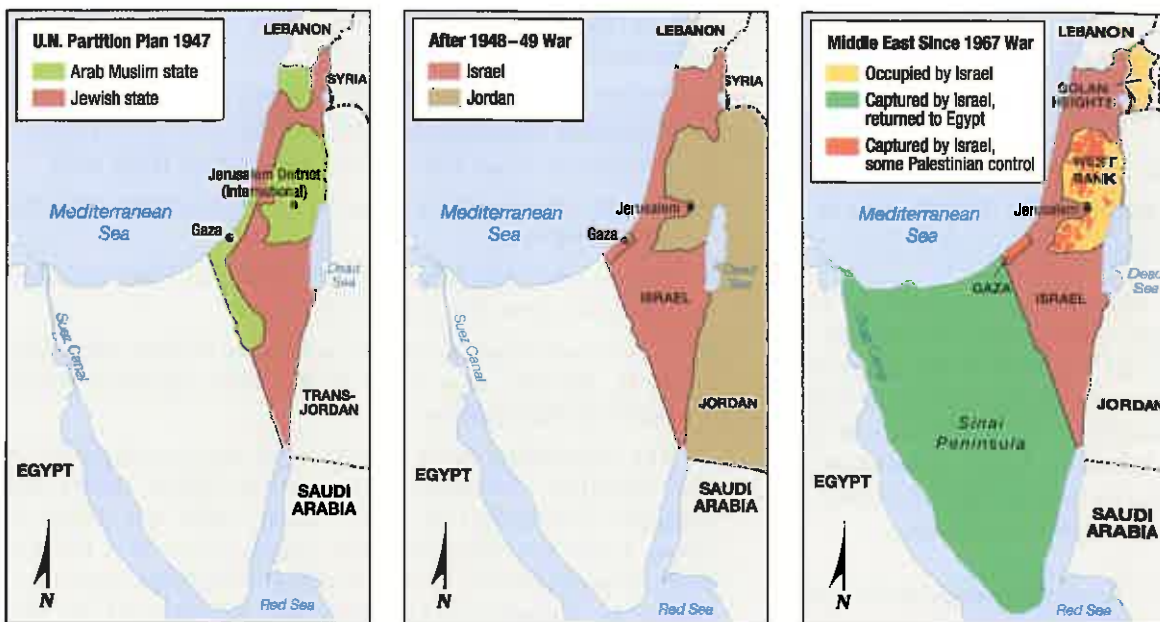 U.N. Partition Plan 1947
Arab Muslim state
Jewish state
LEBANON
SYRIA
Jerusalem District
(International)
Mediterranean
Sea
Gaza
Dead
Sea
Suez Canal
TRANS-
JORDAN
EGYPT
SAUDI
ARABIA
N
Red Sea
After 1948–49 War
Israel
Jordan
LEBANON
SYRIA
Mediterranean
Sea
Jerusalem
Gaza
Dead
Sea
ISRAEL
Suez Canal
JORDAN
EGYPT
SAUDI
ARABIA
N
Red Sea
Middle East Since 1967 War
Occupied by Israel
Captured by Israel,
returned to Egypt
Captured by Israel,
some Palestinian control
LEBANON
SYRIA
GOLAN
HEIGHTS
WEST
BANK
Jerusalem
Mediterranean
Sea
Dead
Sea
GAZA
ISRAEL
Suez Canal
JORDAN
Sinai
Peninsula
EGYPT
SAUDI
ARABIA
N
Red Sea